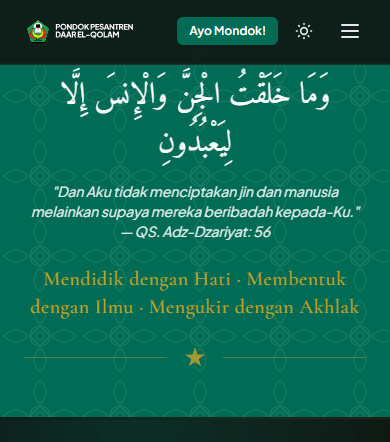 PONDOK PESANTREN
DAAR EL-QOLAM
Ayo Mondok!
وَمَا خَلَقْتُ الْجِنَّ وَالْإِنسَ إِلَّا
لِيَعْبُدُونِ
"Dan Aku tidak menciptakan jin dan manusia
melainkan supaya mereka beribadah kepada-Ku."
— QS. Adz-Dzariyat: 56
Mendidik dengan Hati · Membentuk
dengan Ilmu · Mengukir dengan Akhlak